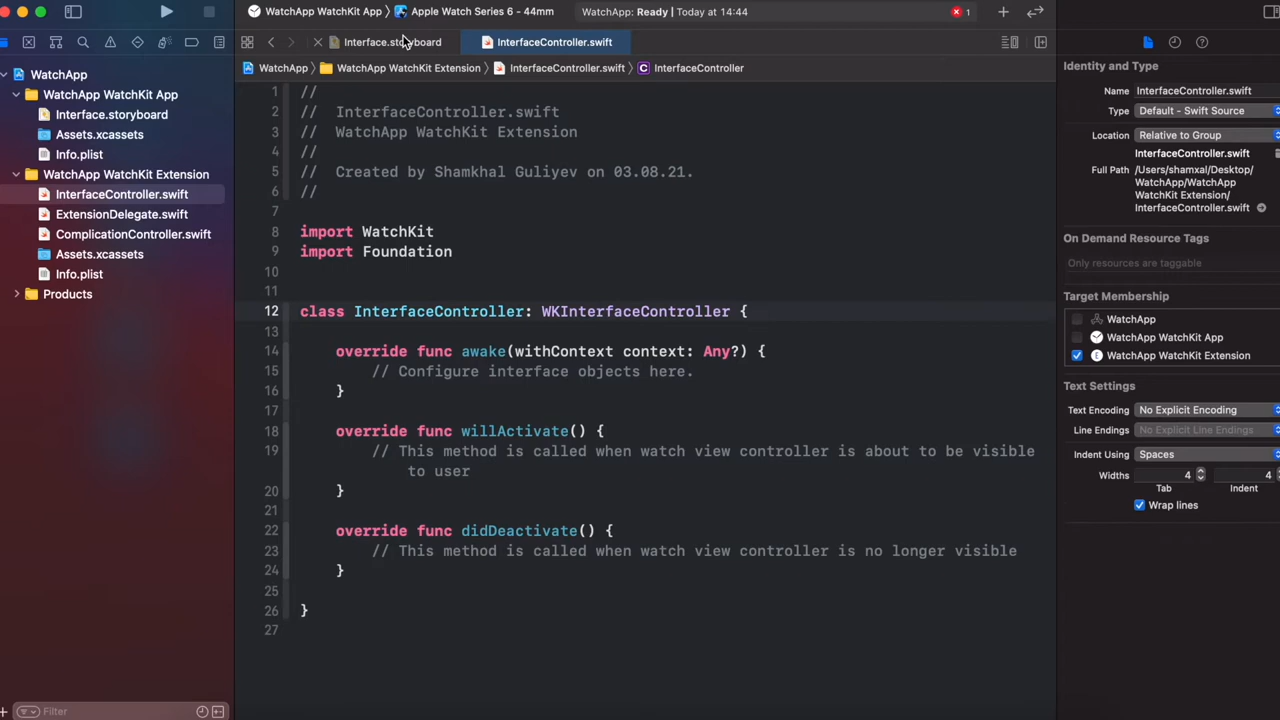 WatchApp WatchKit App 〉 Apple Watch Series 6 - 44mm
WatchApp: Ready | Today at 14:44
1
Interface.storyboard
InterfaceController.swift
WatchApp 〉 WatchApp WatchKit Extension 〉 InterfaceController.swift 〉 C InterfaceController
WatchApp
WatchApp WatchKit App
Interface.storyboard
Assets.xcassets
Info.plist
WatchApp WatchKit Extension
InterfaceController.swift
ExtensionDelegate.swift
ComplicationController.swift
Assets.xcassets
Info.plist
Products
Filter
1 //
2 // InterfaceController.swift
3 // WatchApp WatchKit Extension
4 //
5 // Created by Shamkhal Guliyev on 03.08.21.
6 //
7
8 import WatchKit
9 import Foundation
10
11
12 class InterfaceController: WKInterfaceController {
13
14 override func awake(withContext context: Any?) {
15 // Configure interface objects here.
16 }
17
18 override func willActivate() {
19 // This method is called when watch view controller is about to be visible
to user
20 }
21
22 override func didDeactivate() {
23 // This method is called when watch view controller is no longer visible
24 }
25
26 }
27
Identity and Type
Name InterfaceController.swift
Type Default - Swift Source
Location Relative to Group
InterfaceController.swift
Full Path /Users/shamxal/Desktop/
WatchApp/WatchApp
WatchKit Extension/
InterfaceController.swift
On Demand Resource Tags
Only resources are taggable
Target Membership
WatchApp
WatchApp WatchKit App
E WatchApp WatchKit Extension
Text Settings
Text Encoding No Explicit Encoding
Line Endings No Explicit Line Endings
Indent Using Spaces
Widths 4 4
Tab Indent
Wrap lines